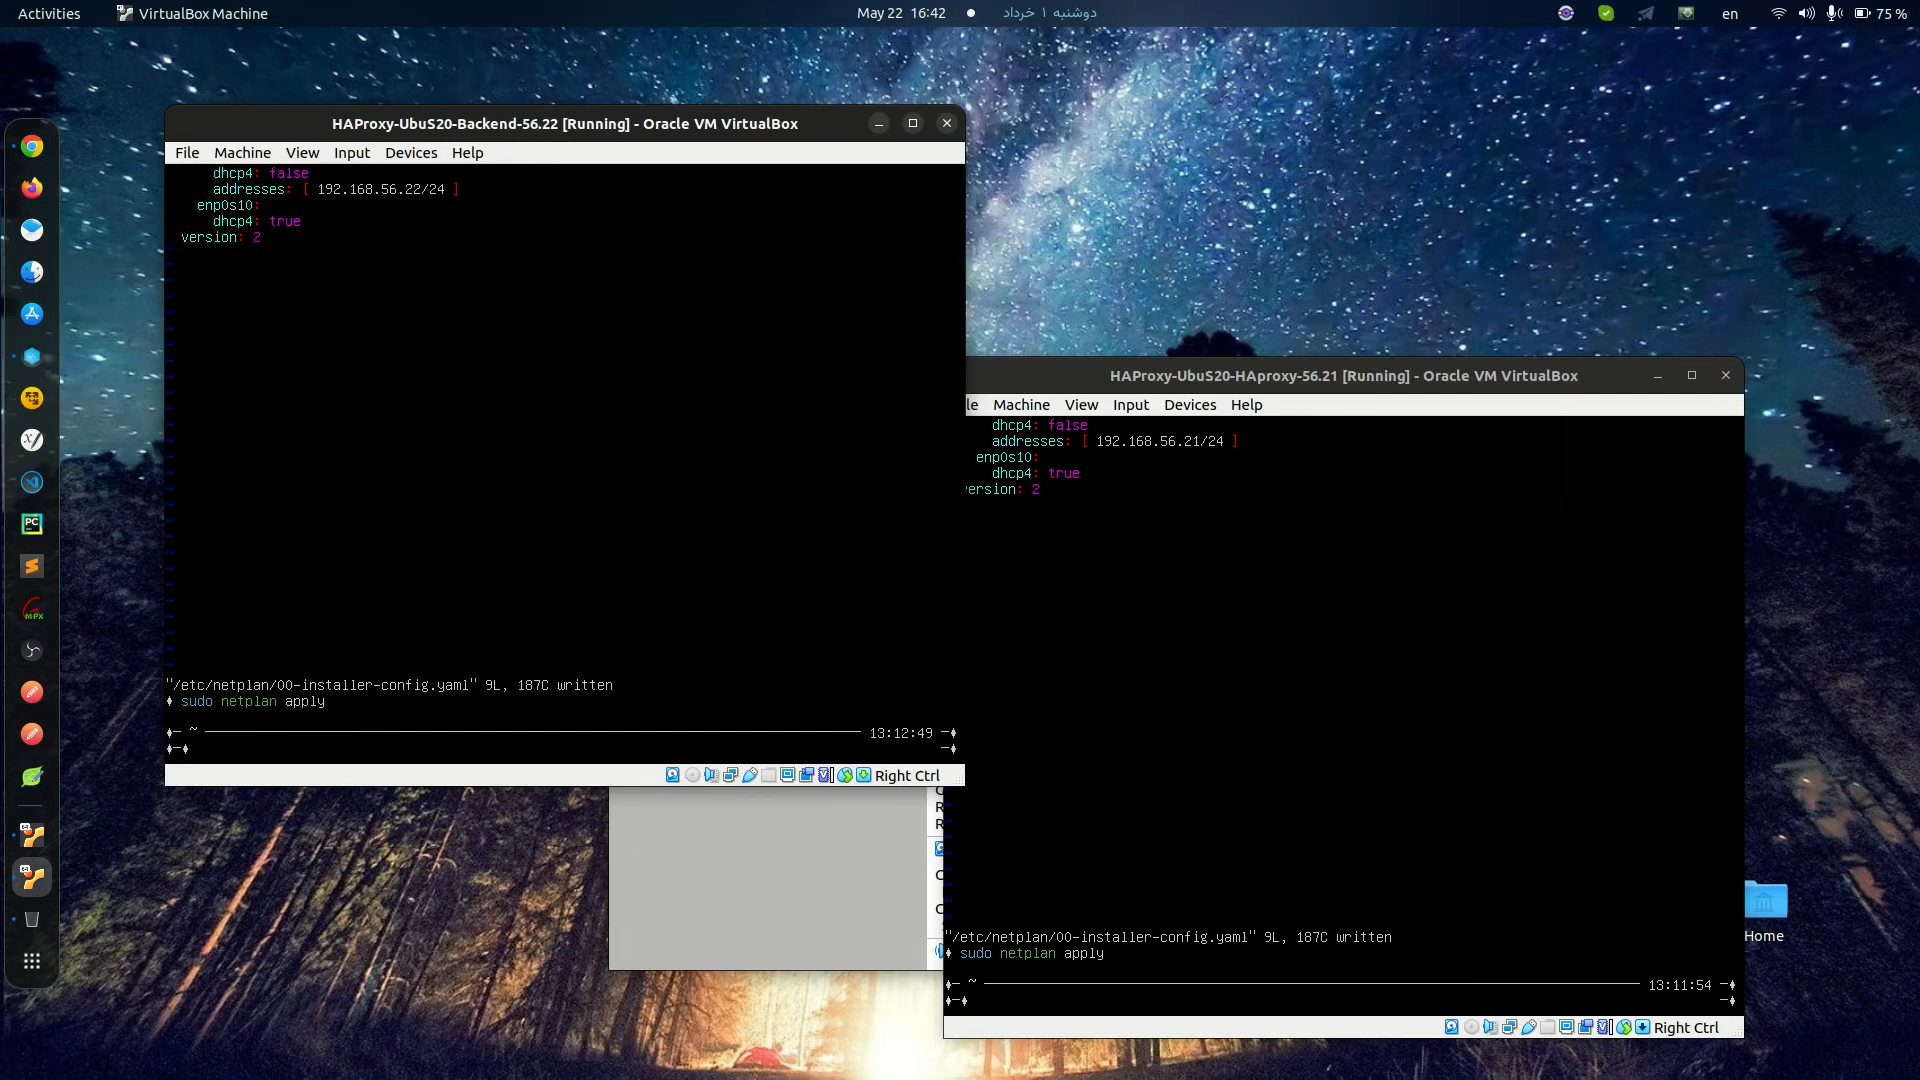 Activities
VirtualBox Machine
May 22 16:42
دوشنبه ۱ خرداد
en
75 %
HAProxy-UbuS20-Backend-56.22 [Running] - Oracle VM VirtualBox
File Machine View Input Devices Help
dhcp4: false
addresses: [ 192.168.56.22/24 ]
enp0s10:
dhcp4: true
version: 2
"/etc/netplan/00-installer-config.yaml" 9L, 187C written
sudo netplan apply
~ 13:12:49
Right Ctrl
HAProxy-UbuS20-HAproxy-56.21 [Running] - Oracle VM VirtualBox
le Machine View Input Devices Help
dhcp4: false
addresses: [ 192.168.56.21/24 ]
enp0s10:
dhcp4: true
ersion: 2
"/etc/netplan/00-installer-config.yaml" 9L, 187C written
sudo netplan apply
~ 13:11:54
Right Ctrl
Home
PC
MPX
64
64